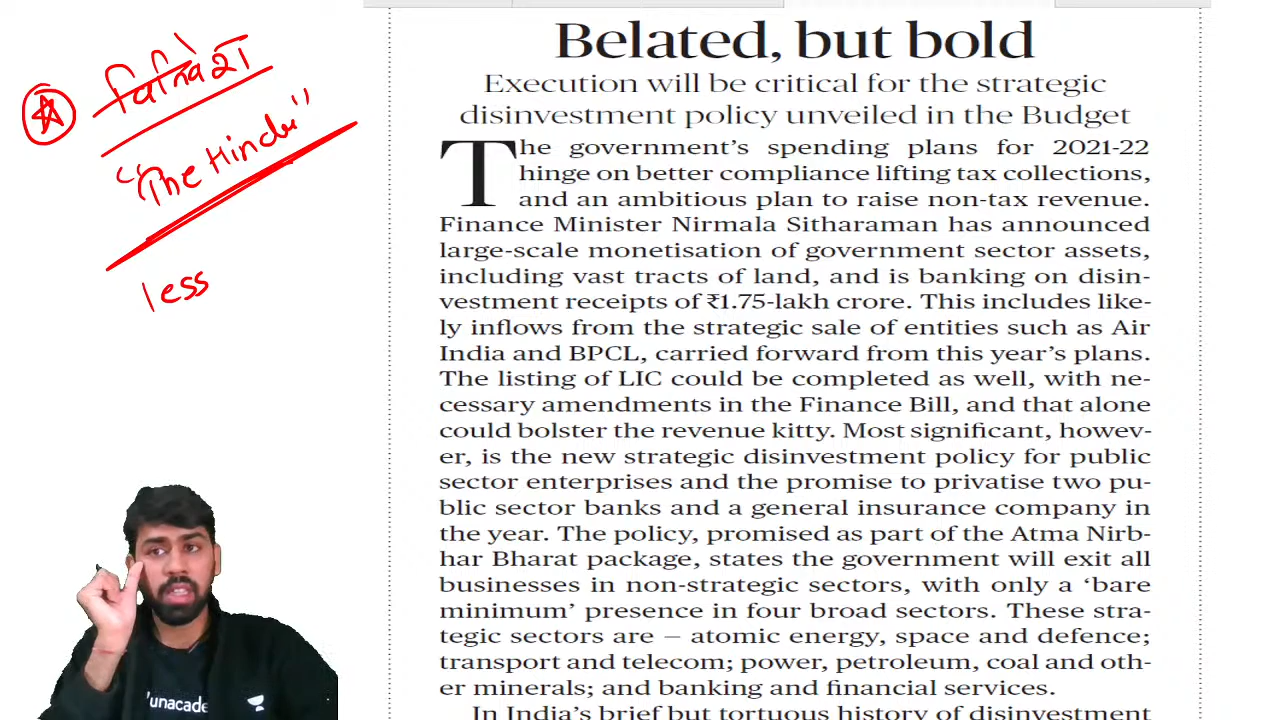 "The Hindu"
less
Belated, but bold
Execution will be critical for the strategic
disinvestment policy unveiled in the Budget
The government's spending plans for 2021-22
hinge on better compliance lifting tax collections,
and an ambitious plan to raise non-tax revenue.
Finance Minister Nirmala Sitharaman has announced
large-scale monetisation of government sector assets,
including vast tracts of land, and is banking on disin-
vestment receipts of ₹1.75-lakh crore. This includes like-
ly inflows from the strategic sale of entities such as Air
India and BPCL, carried forward from this year's plans.
The listing of LIC could be completed as well, with ne-
cessary amendments in the Finance Bill, and that alone
could bolster the revenue kitty. Most significant, howev-
er, is the new strategic disinvestment policy for public
sector enterprises and the promise to privatise two pu-
blic sector banks and a general insurance company in
the year. The policy, promised as part of the Atma Nirb-
har Bharat package, states the government will exit all
businesses in non-strategic sectors, with only a 'bare
minimum' presence in four broad sectors. These stra-
tegic sectors are – atomic energy, space and defence;
transport and telecom; power, petroleum, coal and oth-
er minerals; and banking and financial services.
In India's brief but tortuous history of disinvestment
unacade